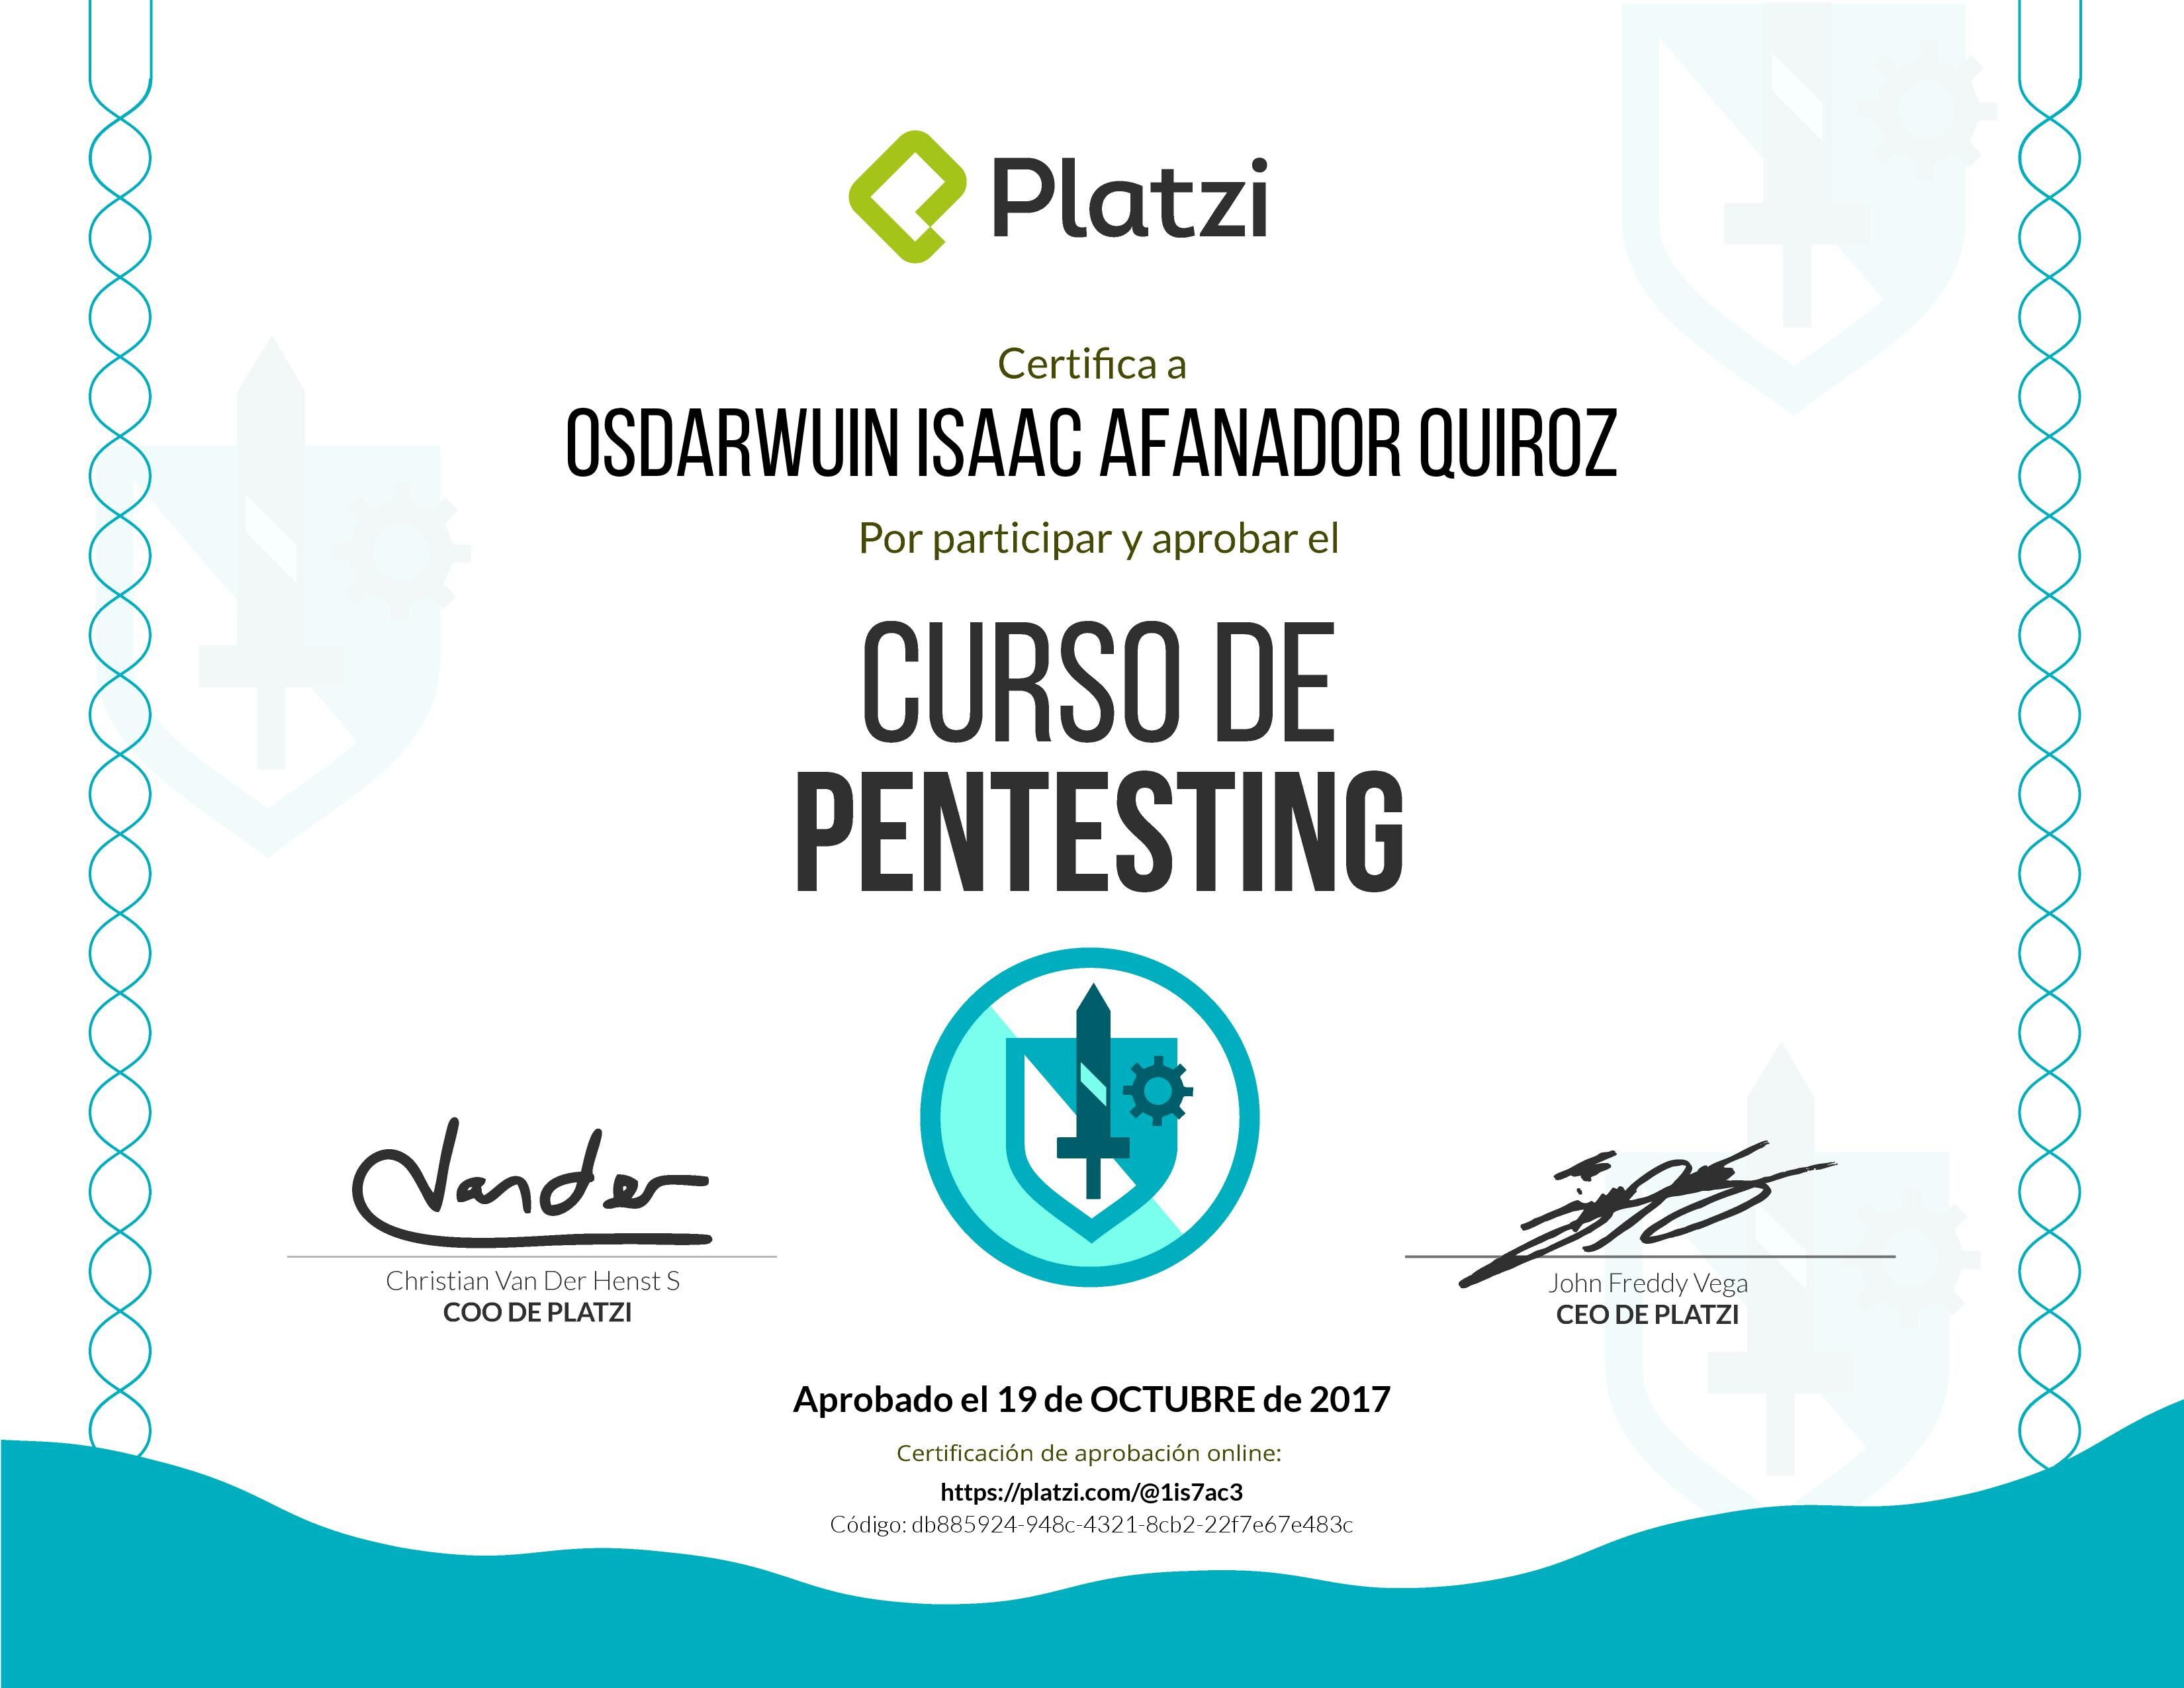 Platzi
Certifica a
OSDARWUIN ISAAC AFANADOR QUIROZ
Por participar y aprobar el
CURSO DE
PENTESTING
Vander
Christian Van Der Henst S
COO DE PLATZI
John Freddy Vega
CEO DE PLATZI
Aprobado el 19 de OCTUBRE de 2017
Certificación de aprobación online:
https://platzi.com/@1is7ac3
Código: db885924-948c-4321-8cb2-22f7e67e483c